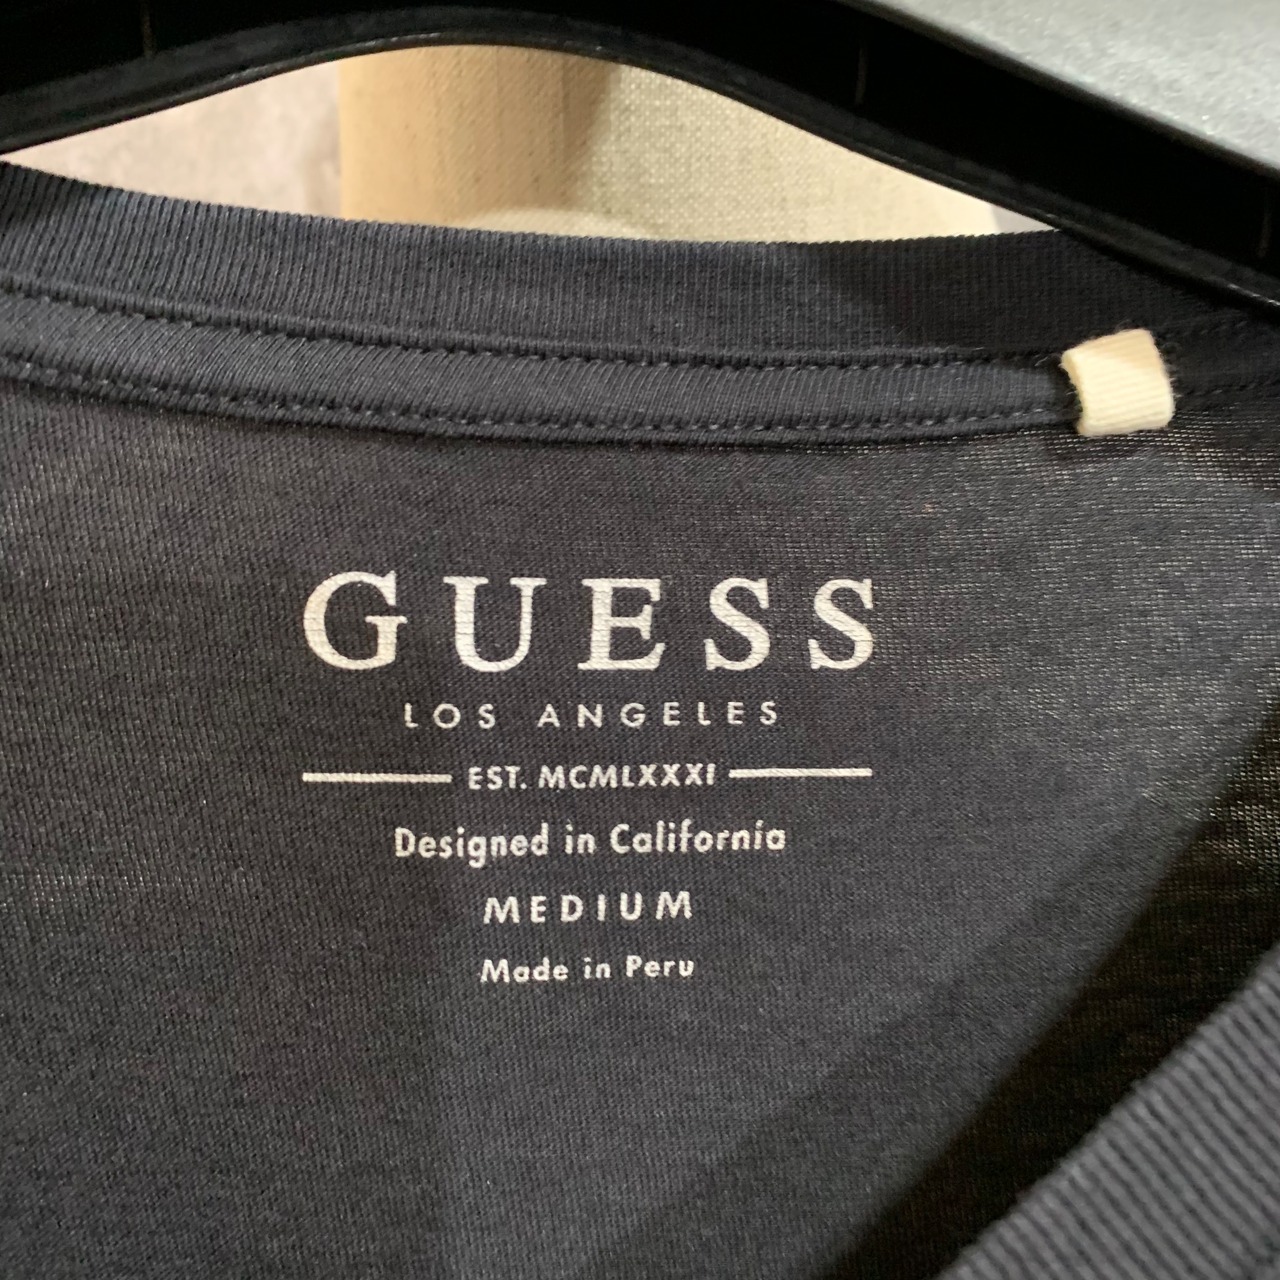 GUESS
LOS ANGELES
EST. MCMLXXXI
Designed in California
MEDIUM
Made in Peru